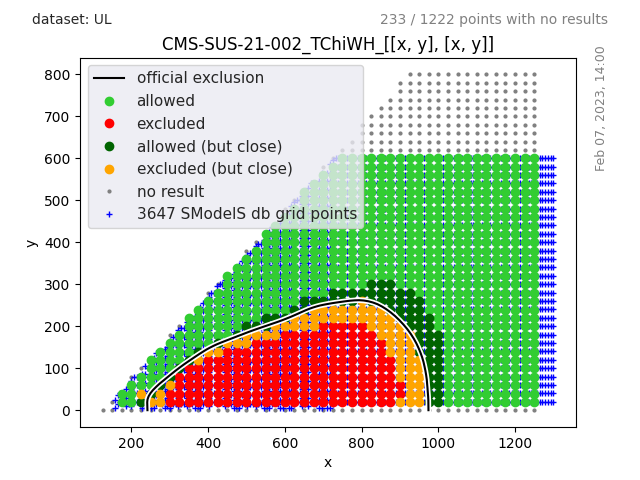 dataset: UL
233 / 1222 points with no results
CMS-SUS-21-002_TChiWH_[[x, y], [x, y]]
official exclusion
allowed
excluded
allowed (but close)
excluded (but close)
no result
3647 SModelS db grid points
Feb 07, 2023, 14:00
y
800
700
600
500
400
300
200
100
0
200
400
600
800
1000
1200
x